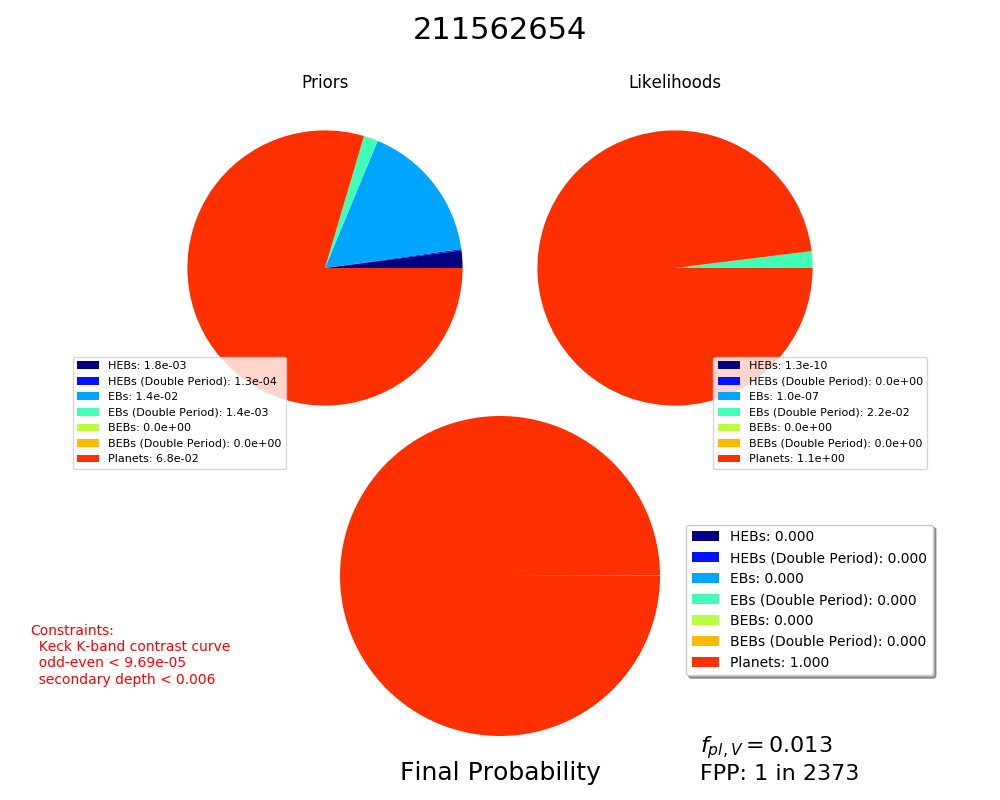 211562654
Priors
Likelihoods
HEBs: 1.8e-03
HEBs (Double Period): 1.3e-04
EBs: 1.4e-02
EBs (Double Period): 1.4e-03
BEBs: 0.0e+00
BEBs (Double Period): 0.0e+00
Planets: 6.8e-02
HEBs: 1.3e-10
HEBs (Double Period): 0.0e+00
EBs: 1.0e-07
EBs (Double Period): 2.2e-02
BEBs: 0.0e+00
BEBs (Double Period): 0.0e+00
Planets: 1.1e+00
HEBs: 0.000
HEBs (Double Period): 0.000
EBs: 0.000
EBs (Double Period): 0.000
BEBs: 0.000
BEBs (Double Period): 0.000
Planets: 1.000
Constraints:
Keck K-band contrast curve
odd-even < 9.69e-05
secondary depth < 0.006
f_{pl,V} = 0.013
Final Probability
FPP: 1 in 2373